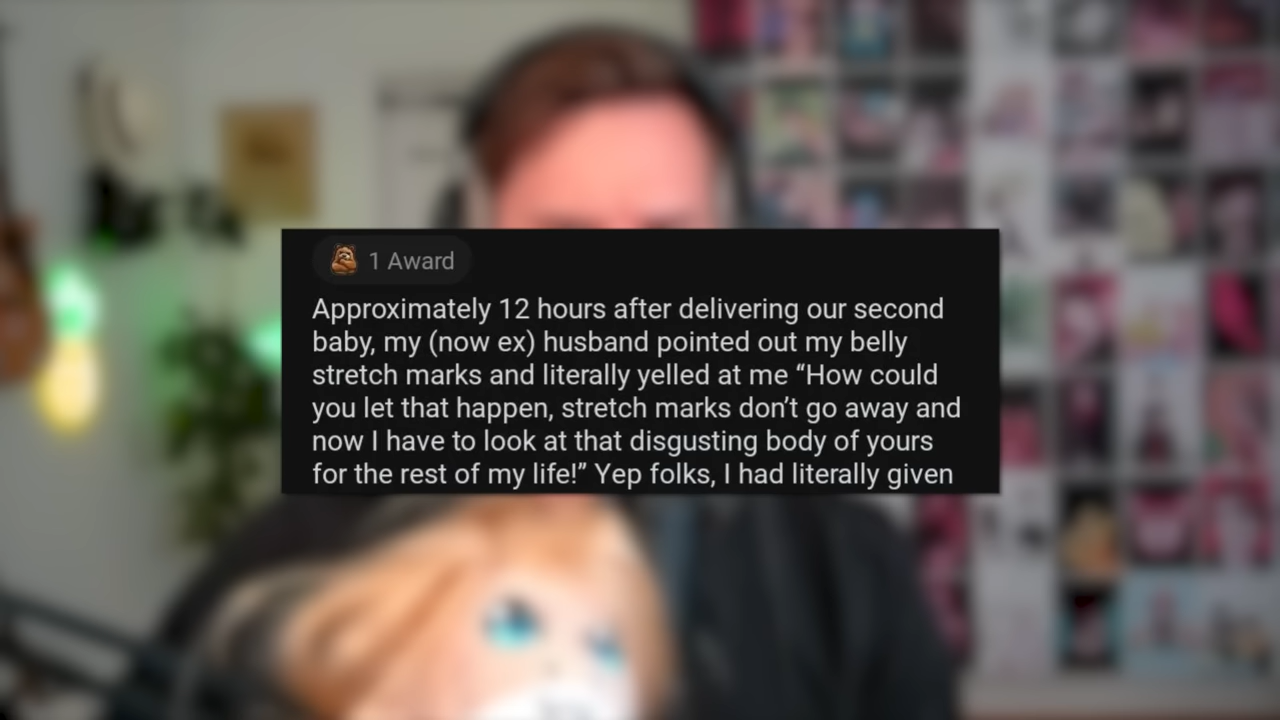 1 Award
Approximately 12 hours after delivering our second
baby, my (now ex) husband pointed out my belly
stretch marks and literally yelled at me “How could
you let that happen, stretch marks don’t go away and
now I have to look at that disgusting body of yours
for the rest of my life!” Yep folks, I had literally given